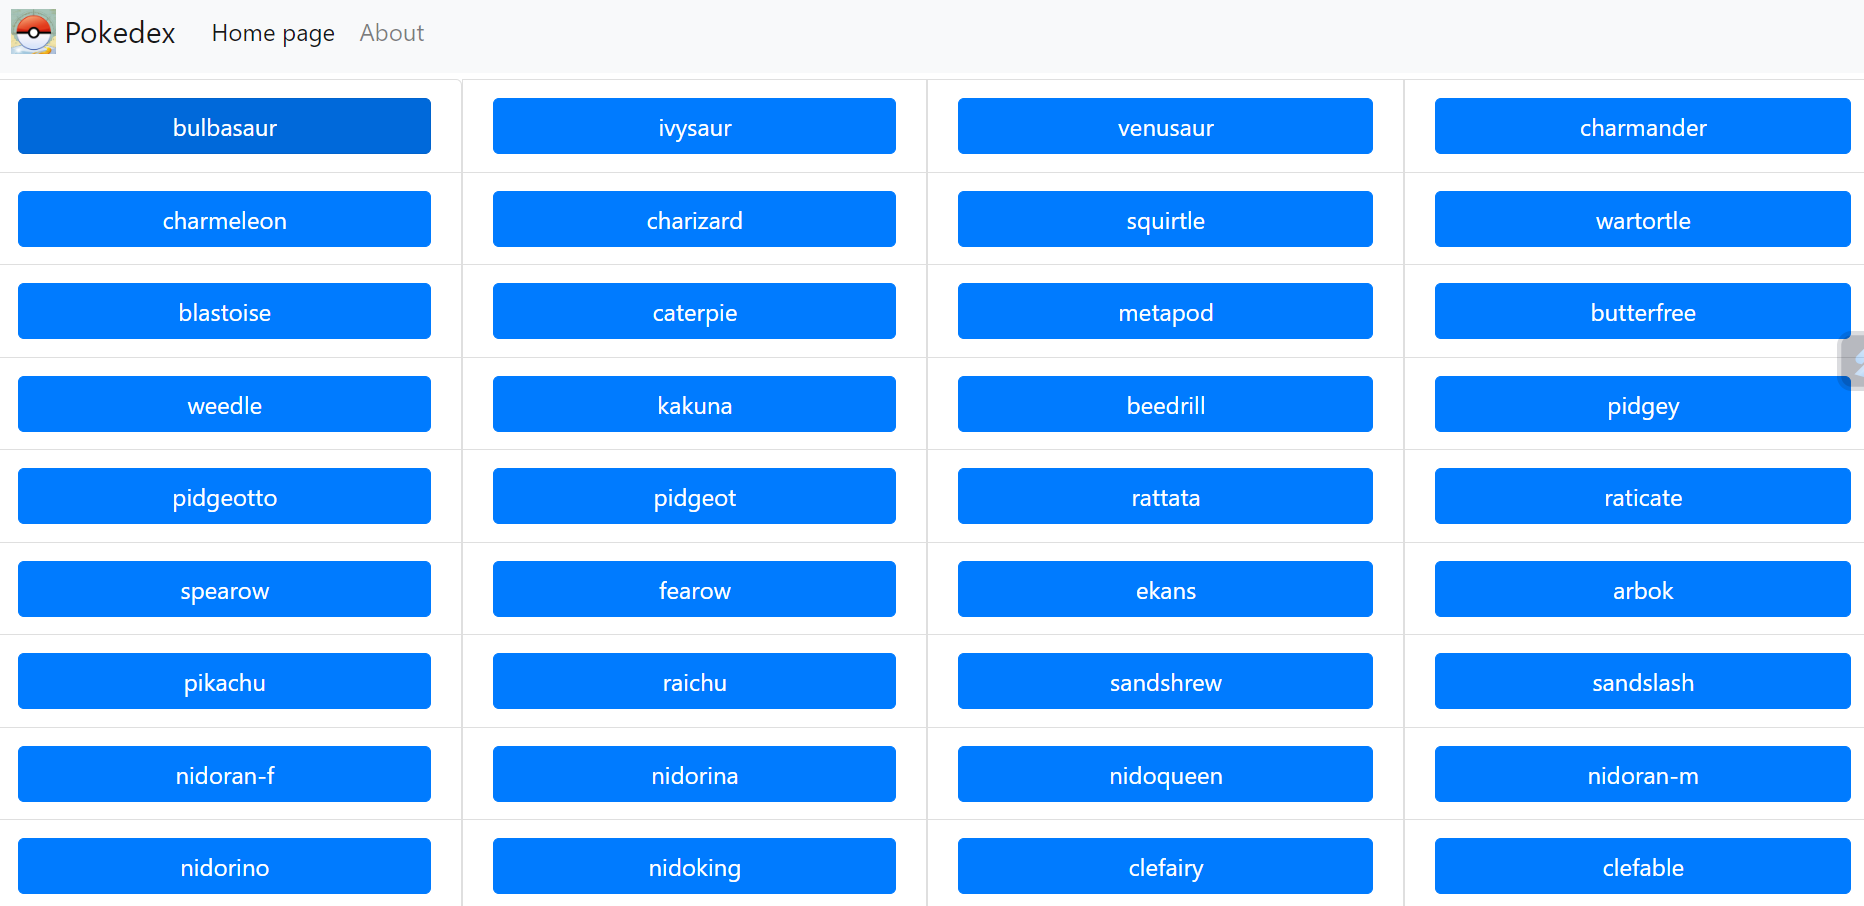 Pokedex Home page About
bulbasaur ivysaur venusaur charmander
charmeleon charizard squirtle wartortle
blastoise caterpie metapod butterfree
weedle kakuna beedrill pidgey
pidgeotto pidgeot rattata raticate
spearow fearow ekans arbok
pikachu raichu sandshrew sandslash
nidoran-f nidorina nidoqueen nidoran-m
nidorino nidoking clefairy clefable